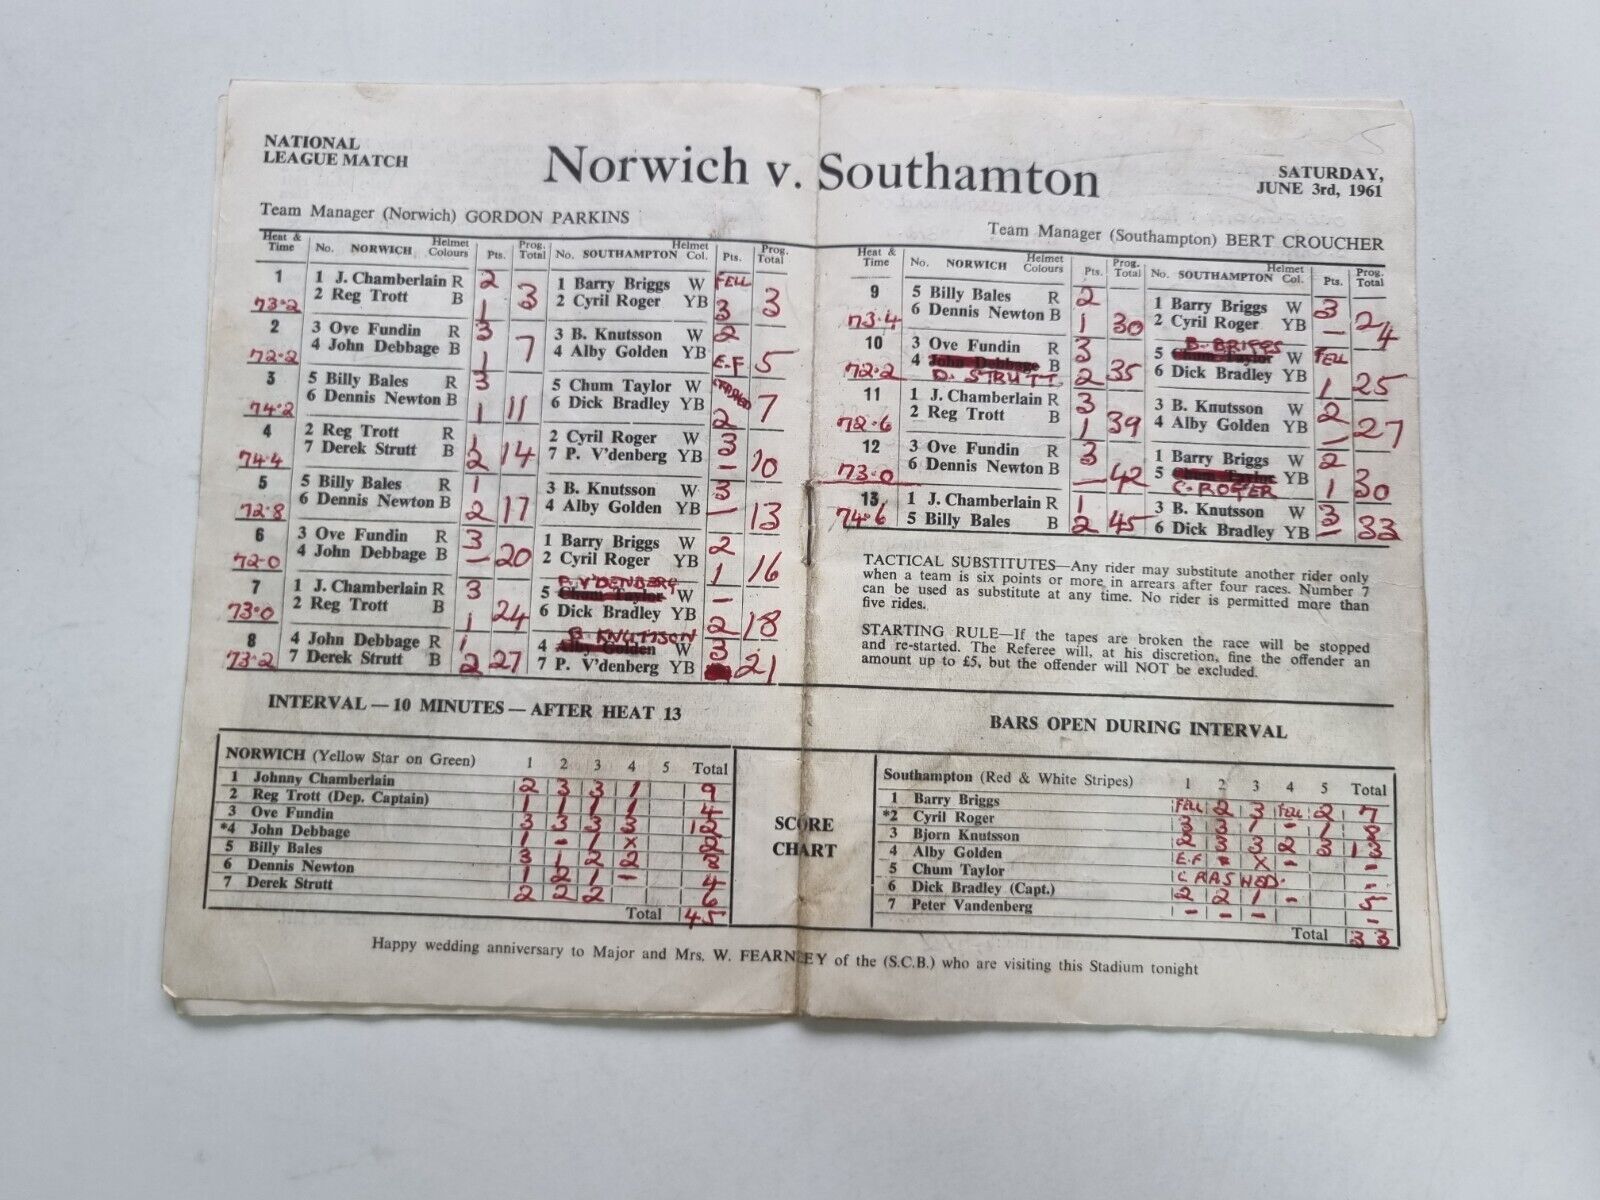 NATIONAL
LEAGUE MATCH
Norwich v. Southamton
SATURDAY,
JUNE 3rd, 1961
Team Manager (Norwich) GORDON PARKINS
Team Manager (Southampton) BERT CROUCHER
Heat & Time No. NORWICH Helmet Colours Pts. Prog. Total No. SOUTHAMPTON Helmet Col. Pts. Prog. Total
1 1 J. Chamberlain R 2 1 Barry Briggs W FELL
73·2 2 Reg Trott B 1 3 2 Cyril Roger YB 3 3
2 3 Ove Fundin R 3 3 B. Knutsson W 2
72·2 4 John Debbage B 1 7 4 Alby Golden YB E.F 5
3 5 Billy Bales R 3 5 Chum Taylor W CRASHED
74·2 6 Dennis Newton B 1 11 6 Dick Bradley YB 2 7
4 2 Reg Trott R 1 2 Cyril Roger W 3
74·4 7 Derek Strutt B 2 14 7 P. V'denberg YB – 10
5 5 Billy Bales R 1 3 B. Knutsson W 3
72·8 6 Dennis Newton B 2 17 4 Alby Golden YB – 13
6 3 Ove Fundin R 3 1 Barry Briggs W 2
72·0 4 John Debbage B – 20 2 Cyril Roger YB 1 16
P. V'DENBERG
7 1 J. Chamberlain R 3 5 Chum Taylor W –
73·0 2 Reg Trott B 1 24 6 Dick Bradley YB 2 18
B KNUTTSON
8 4 John Debbage R 1 4 Alby Golden W 3
73·2 7 Derek Strutt B 2 27 7 P. V'denberg YB 21
Heat & Time No. NORWICH Helmet Colours Pts. Prog. Total No. SOUTHAMPTON Helmet Col. Pts. Prog. Total
9 5 Billy Bales R 2 1 Barry Briggs W 3
73·4 6 Dennis Newton B 1 30 2 Cyril Roger YB – 24
B. BRIGGS
10 3 Ove Fundin R 3 5 Chum Taylor W FELL
72·2 4 John Debbage B 2 35 6 Dick Bradley YB 1 25
D. STRUTT
11 1 J. Chamberlain R 3 3 B. Knutsson W 2
72·6 2 Reg Trott B 1 39 4 Alby Golden YB – 27
12 3 Ove Fundin R 3 1 Barry Briggs W 2
73·0 6 Dennis Newton B – 42 5 Chum Taylor YB 1 30
C. ROGER
13 1 J. Chamberlain R 1 3 B. Knutsson W 3
74·6 5 Billy Bales B 2 45 6 Dick Bradley YB – 33
TACTICAL SUBSTITUTES—Any rider may substitute another rider only
when a team is six points or more in arrears after four races. Number 7
can be used as substitute at any time. No rider is permitted more than
five rides.
STARTING RULE—If the tapes are broken the race will be stopped
and re-started. The Referee will, at his discretion, fine the offender an
amount up to £5, but the offender will NOT be excluded.
INTERVAL — 10 MINUTES — AFTER HEAT 13
BARS OPEN DURING INTERVAL
NORWICH (Yellow Star on Green) 1 2 3 4 5 Total
1 Johnny Chamberlain 2 3 3 1 9
2 Reg Trott (Dep. Captain) 1 1 1 1 4
3 Ove Fundin 3 3 3 3 12
*4 John Debbage 1 – 1 x 2
5 Billy Bales 3 1 2 2 8
6 Dennis Newton 1 2 1 – 4
7 Derek Strutt 2 2 2 6
Total 45
SCORE
CHART
Southampton (Red & White Stripes) 1 2 3 4 5 Total
1 Barry Briggs FELL 2 3 FELL 2 7
*2 Cyril Roger 3 3 1 – 1 8
3 Bjorn Knutsson 2 3 3 2 3 13
4 Alby Golden E.F – x – –
5 Chum Taylor CRASHED. –
6 Dick Bradley (Capt.) 2 2 1 – 5
7 Peter Vandenberg – – – –
Total 33
Happy wedding anniversary to Major and Mrs. W. FEARNLEY of the (S.C.B.) who are visiting this Stadium tonight